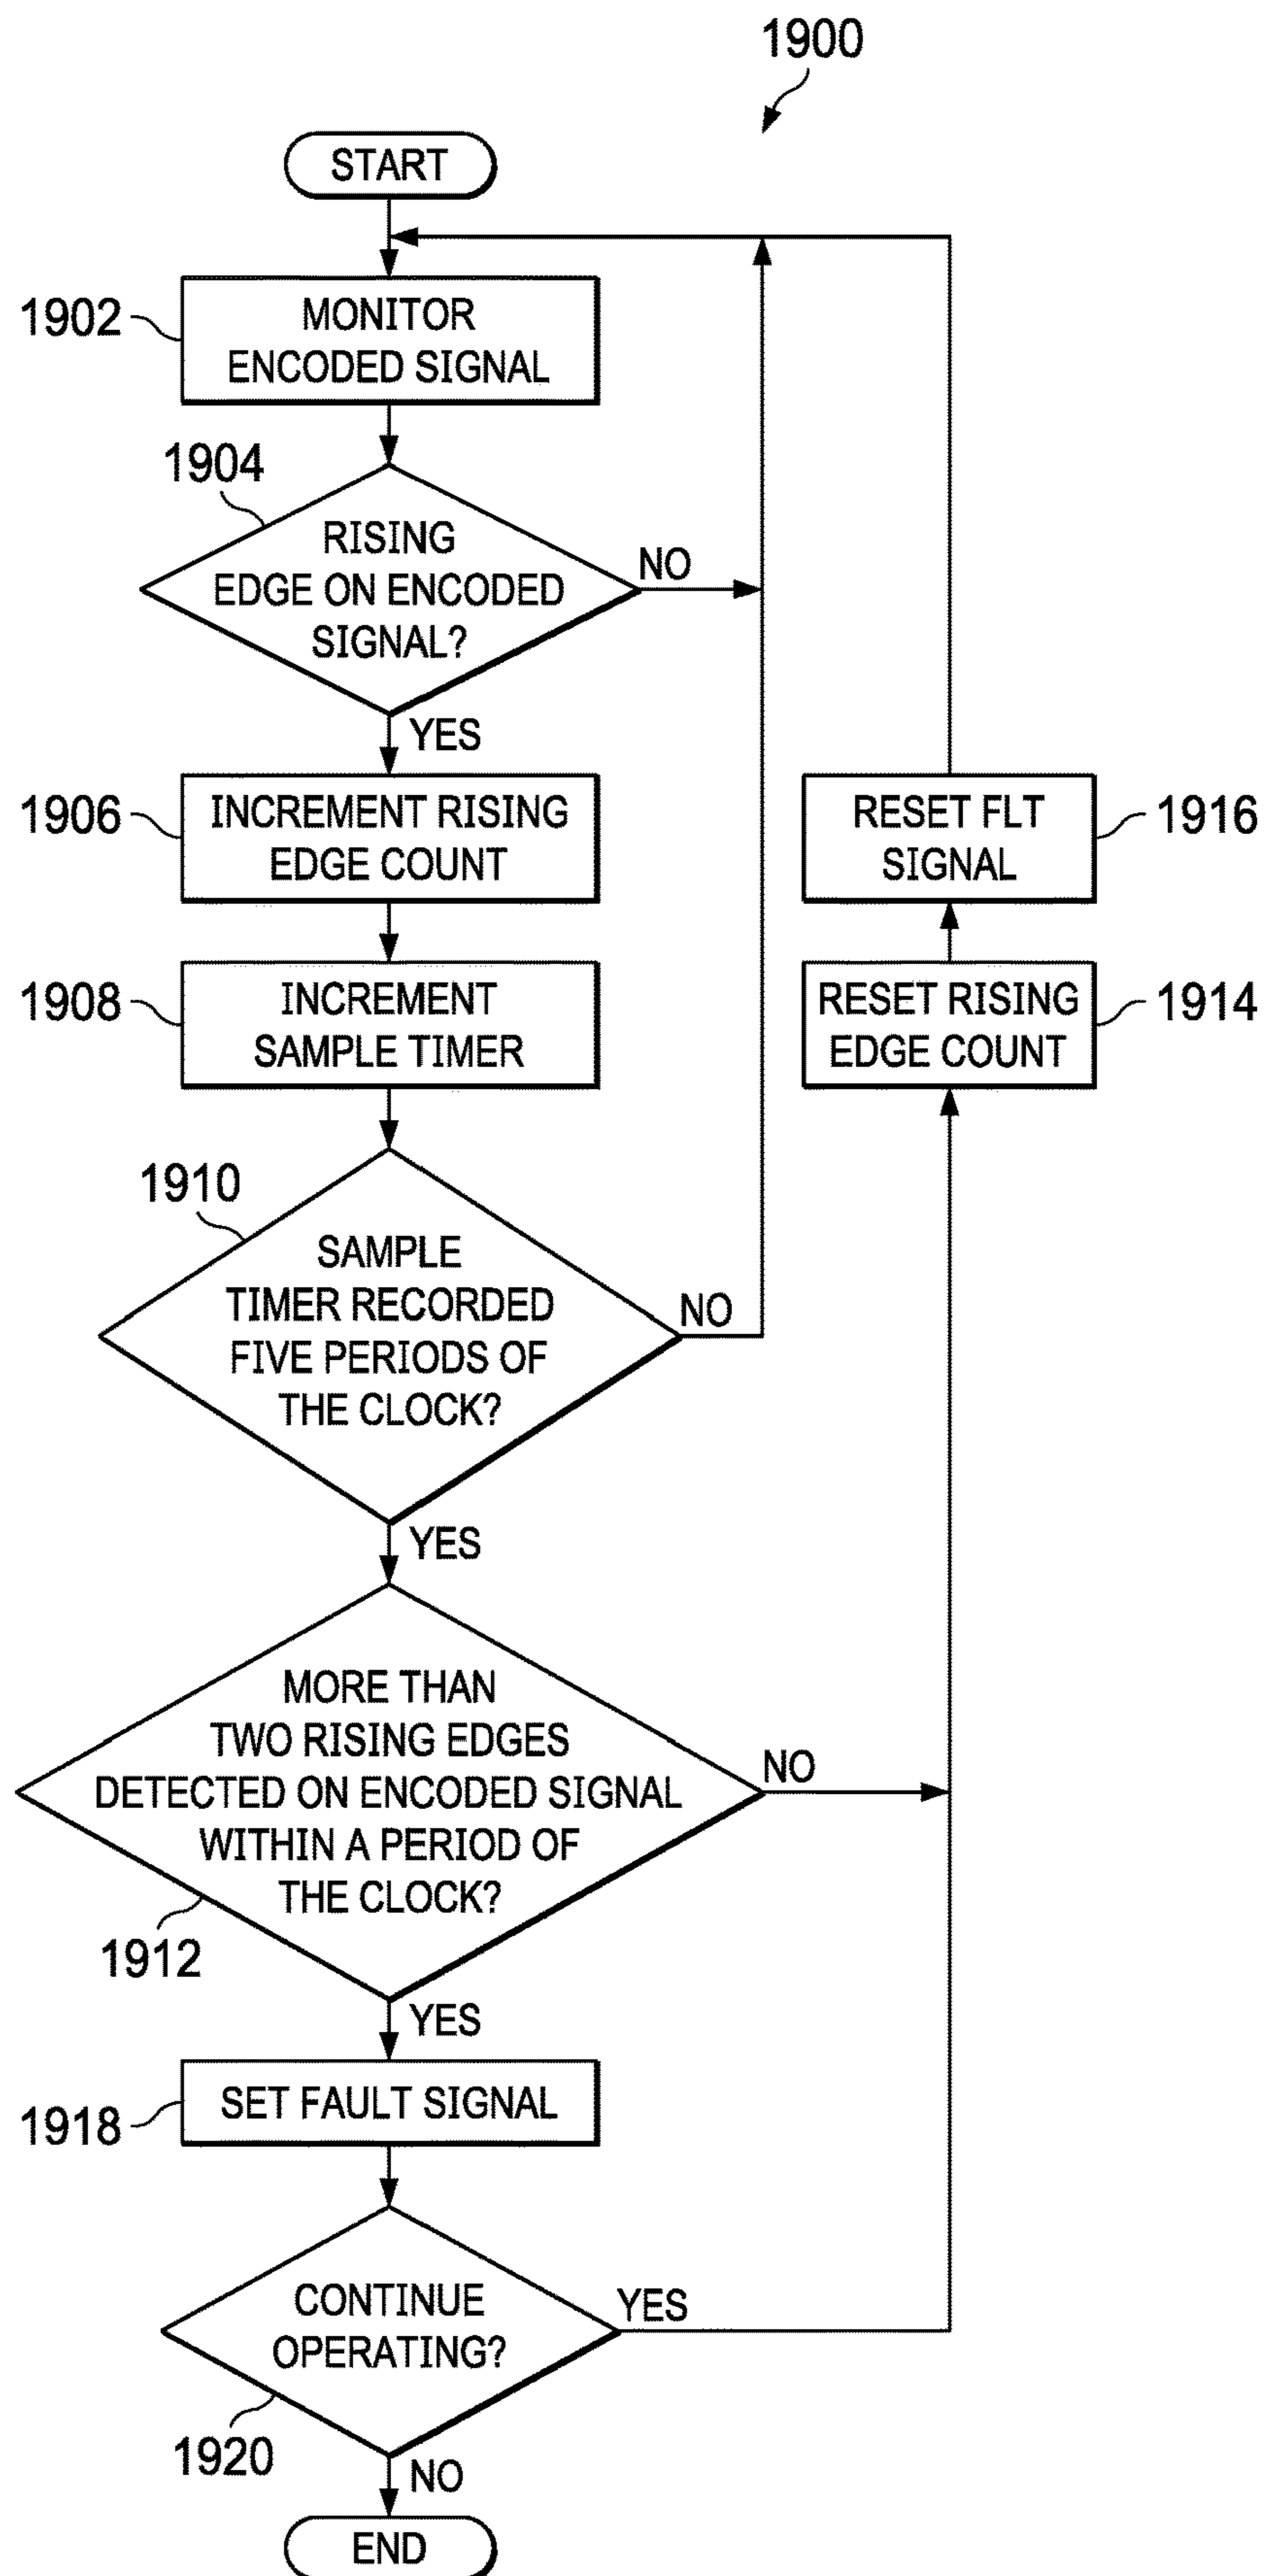 1900
START
1902
MONITOR
ENCODED SIGNAL
1904
RISING
EDGE ON ENCODED
SIGNAL?
NO
YES
1906
INCREMENT RISING
EDGE COUNT
RESET FLT
SIGNAL
1916
1908
INCREMENT
SAMPLE TIMER
RESET RISING
EDGE COUNT
1914
1910
SAMPLE
TIMER RECORDED
FIVE PERIODS OF
THE CLOCK?
NO
YES
MORE THAN
TWO RISING EDGES
DETECTED ON ENCODED SIGNAL
WITHIN A PERIOD OF
THE CLOCK?
NO
1912
YES
1918
SET FAULT SIGNAL
CONTINUE
OPERATING?
YES
1920
NO
END